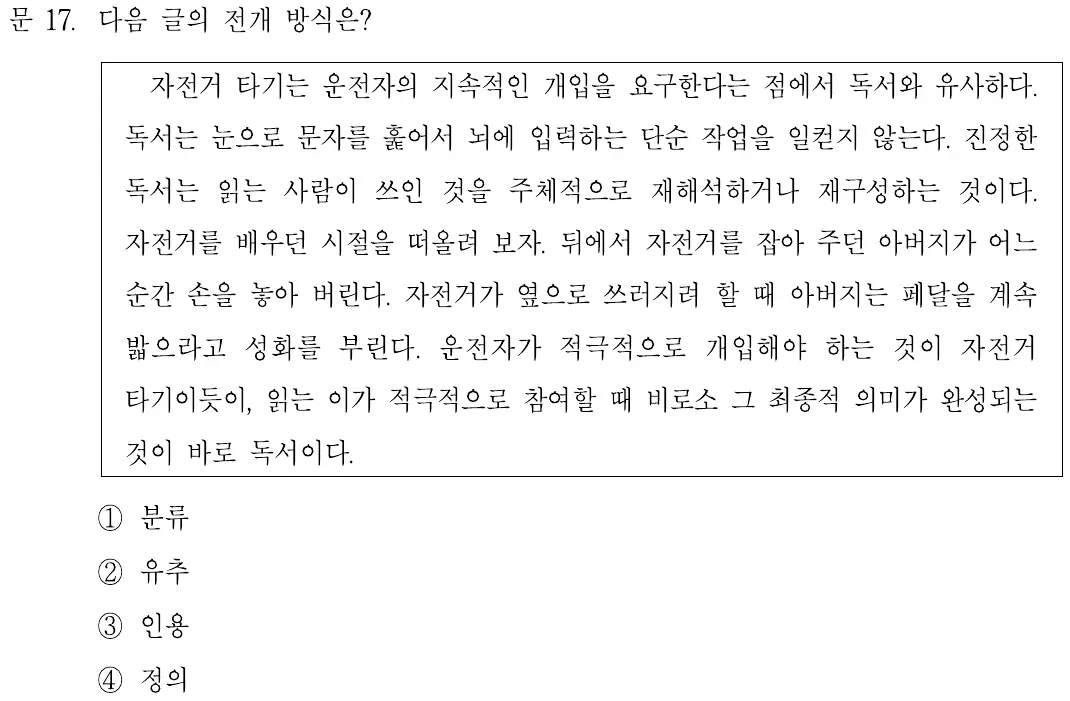 문 17. 다음 글의 전개 방식은?
자전거 타기는 운전자의 지속적인 개입을 요구한다는 점에서 독서와 유사하다.
독서는 눈으로 문자를 훑어서 뇌에 입력하는 단순 작업을 일컫지 않는다. 진정한
독서는 읽는 사람이 쓰인 것을 주체적으로 재해석하거나 재구성하는 것이다.
자전거를 배우던 시절을 떠올려 보자. 뒤에서 자전거를 잡아 주던 아버지가 어느
순간 손을 놓아 버린다. 자전거가 옆으로 쓰러지려 할 때 아버지는 페달을 계속
밟으라고 성화를 부린다. 운전자가 적극적으로 개입해야 하는 것이 자전거
타기이듯이, 읽는 이가 적극적으로 참여할 때 비로소 그 최종적 의미가 완성되는
것이 바로 독서이다.
① 분류
② 유추
③ 인용
④ 정의